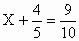 X + 4/5 = 9/10